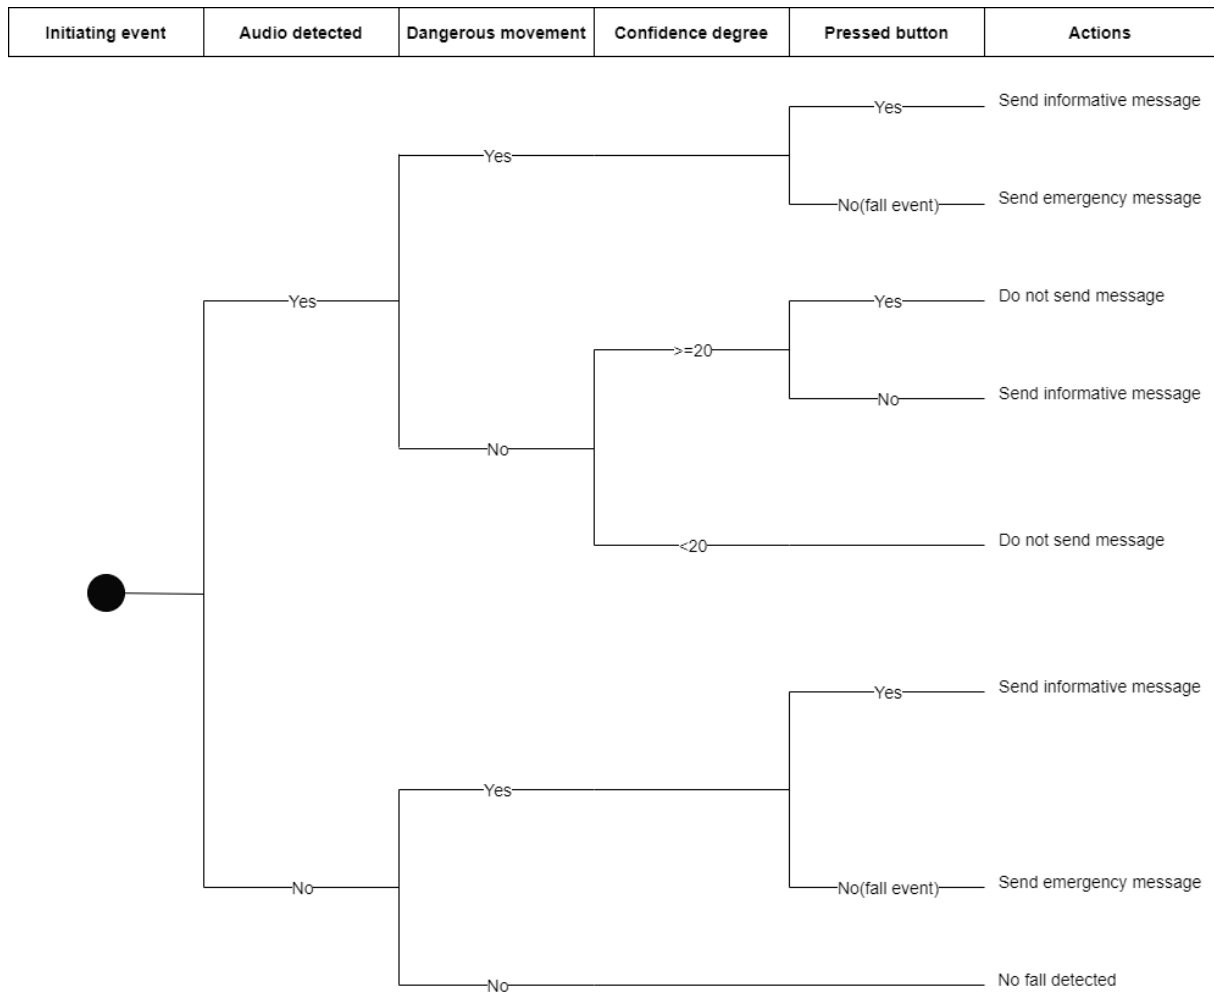 Initiating event
Audio detected
Dangerous movement
Confidence degree
Pressed button
Actions
Yes
Send informative message
Yes
No(fall event)
Send emergency message
Yes
Yes
Do not send message
>=20
No
Send informative message
No
<20
Do not send message
Yes
Send informative message
Yes
No
No(fall event)
Send emergency message
No
No fall detected